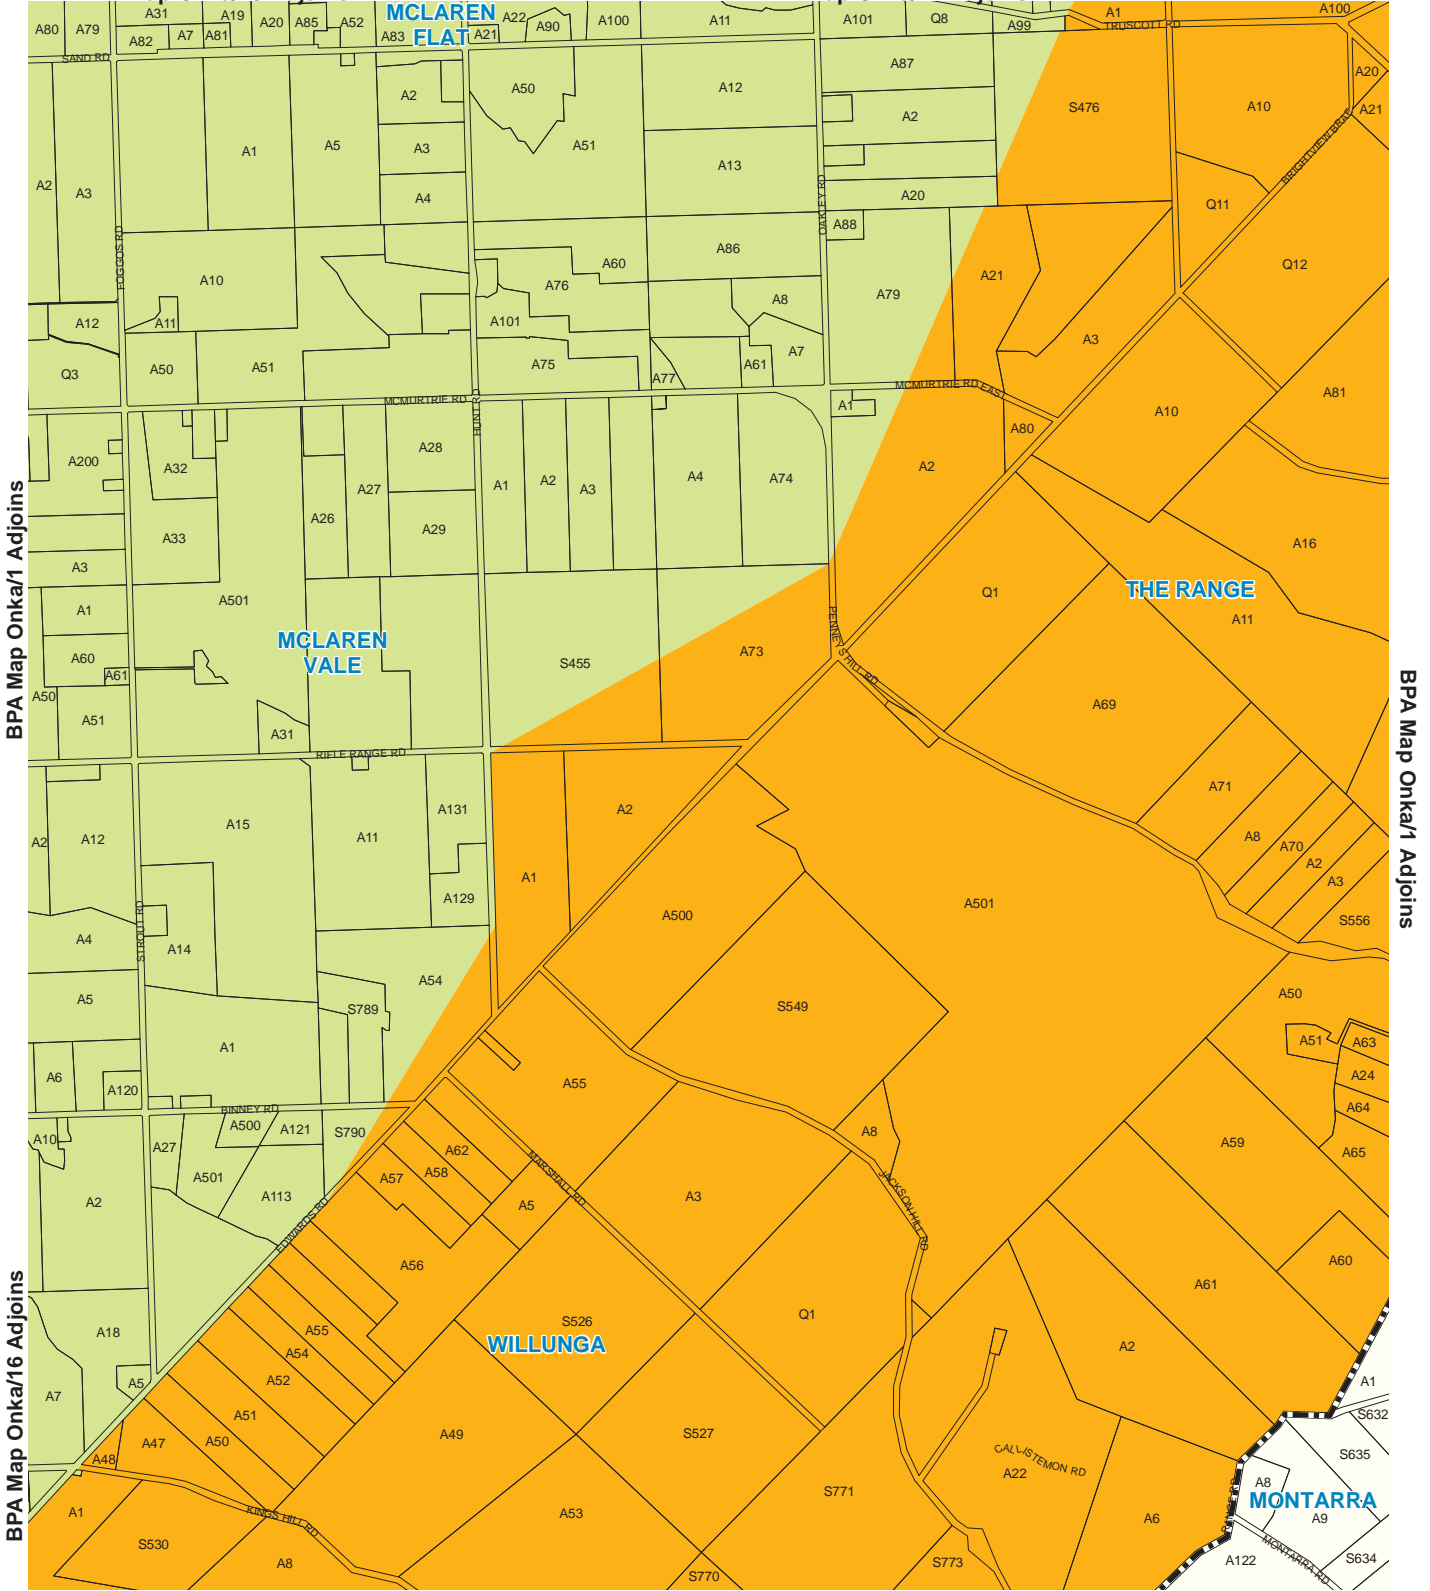 MCLAREN
FLAT
A80
A79
A31
A19
A82
A7
A81
A20
A85
A52
A83
A22
A21
A90
A100
A11
A101
Q8
A99
A1
TRUSCOTT RD
A100
SAND RD
A2
A3
A1
A5
A2
A3
A4
A50
A51
A12
A13
A87
A2
A20
S476
A10
A20
A21
BRIGHTVIEW BRAE
Q11
Q12
FOGGOS RD
OAKLEY RD
A88
A86
A60
A76
A10
A11
A12
Q3
A50
A51
A101
A75
A77
A8
A61
A7
A79
A21
A3
A10
A81
MCMURTRIE RD
HUNT RD
MCMURTRIE RD EAST
A1
A80
A2
A200
A32
A33
A28
A27
A26
A29
A1
A2
A3
A4
A74
A16
BPA Map Onka/1 Adjoins
A3
A1
A60
A61
A50
A51
A501
MCLAREN
VALE
A31
S455
A73
PENNEYS HILL RD
Q1
THE RANGE
A11
A69
BPA Map Onka/1 Adjoins
RIFLE RANGE RD
A2
A12
A15
A11
A131
A129
A1
A2
A71
A8
A70
A2
A3
S556
A500
A501
STROUT RD
A4
A14
A5
A54
S789
S549
A50
A51
A63
A24
A64
A65
A6
A120
A1
A55
A8
A59
BINNEY RD
A10
A27
A500
A121
S790
A501
A113
A2
A62
A58
A57
MARSHALL RD
A5
A3
JACKSON HILL RD
EDWARDS RD
A56
A61
A60
BPA Map Onka/16 Adjoins
A18
A5
A7
A55
A54
A52
A51
A50
S526
WILLUNGA
Q1
A2
A1
S632
S635
A47
A48
A49
S527
CALLISTEMON RD
A22
A8
MONTARRA
A9
RANGE RD
MONTARRA RD
S634
A122
A1
KINGS HILL RD
S530
A8
A53
S771
S770
S773
A6